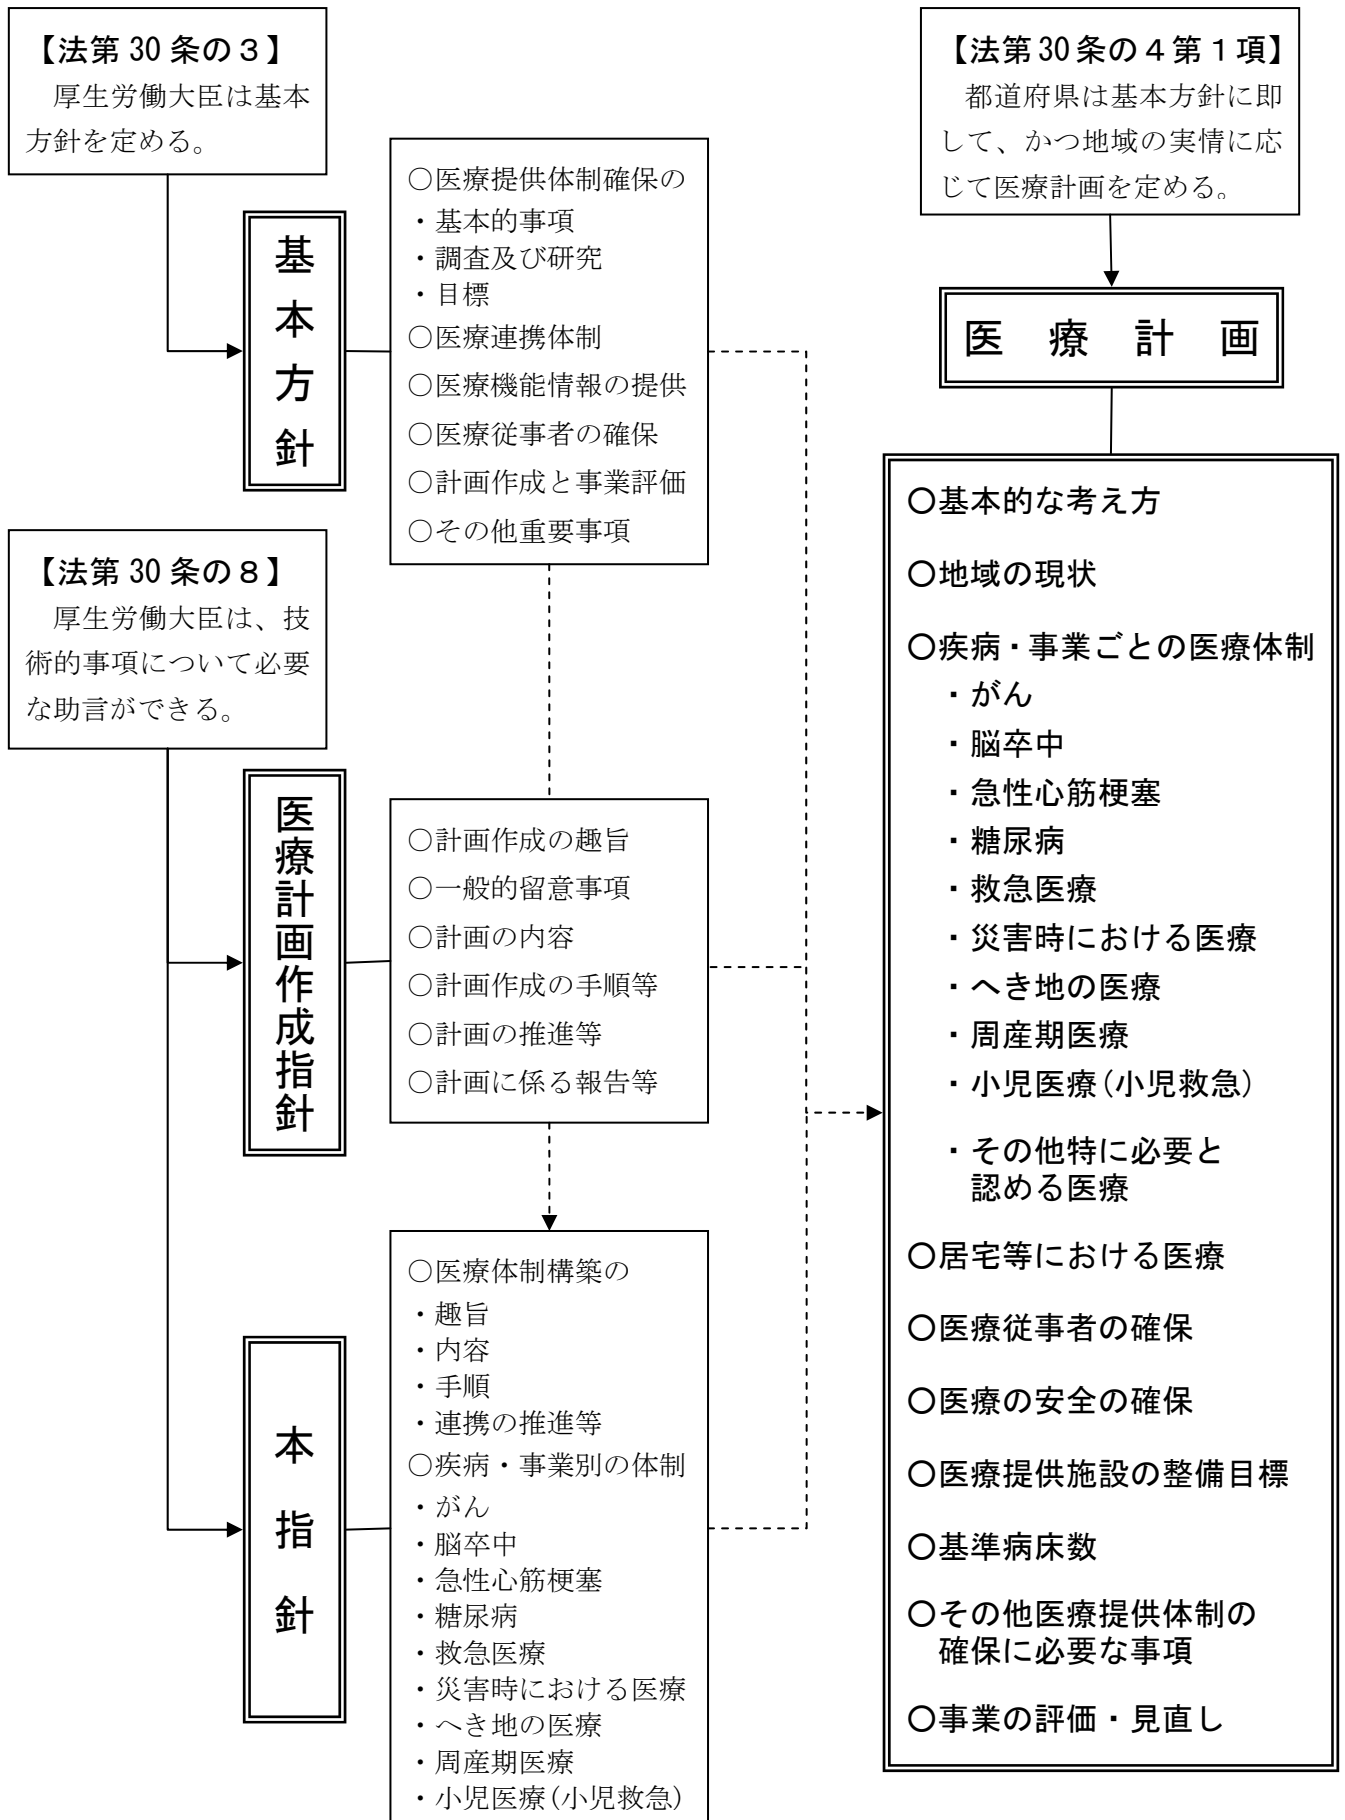 【法第30条の3】
厚生労働大臣は基本
方針を定める。
基本方針
○医療提供体制確保の
・基本的事項
・調査及び研究
・目標
○医療連携体制
○医療機能情報の提供
○医療従事者の確保
○計画作成と事業評価
○その他重要事項
【法第30条の8】
厚生労働大臣は、技
術的事項について必要
な助言ができる。
医療計画作成指針
○計画作成の趣旨
○一般的留意事項
○計画の内容
○計画作成の手順等
○計画の推進等
○計画に係る報告等
本指針
○医療体制構築の
・趣旨
・内容
・手順
・連携の推進等
○疾病・事業別の体制
・がん
・脳卒中
・急性心筋梗塞
・糖尿病
・救急医療
・災害時における医療
・へき地の医療
・周産期医療
・小児医療(小児救急)
【法第30条の4第1項】
都道府県は基本方針に即
して、かつ地域の実情に応
じて医療計画を定める。
医療計画
○基本的な考え方
○地域の現状
○疾病・事業ごとの医療体制
・がん
・脳卒中
・急性心筋梗塞
・糖尿病
・救急医療
・災害時における医療
・へき地の医療
・周産期医療
・小児医療(小児救急)
・その他特に必要と
認める医療
○居宅等における医療
○医療従事者の確保
○医療の安全の確保
○医療提供施設の整備目標
○基準病床数
○その他医療提供体制の
確保に必要な事項
○事業の評価・見直し